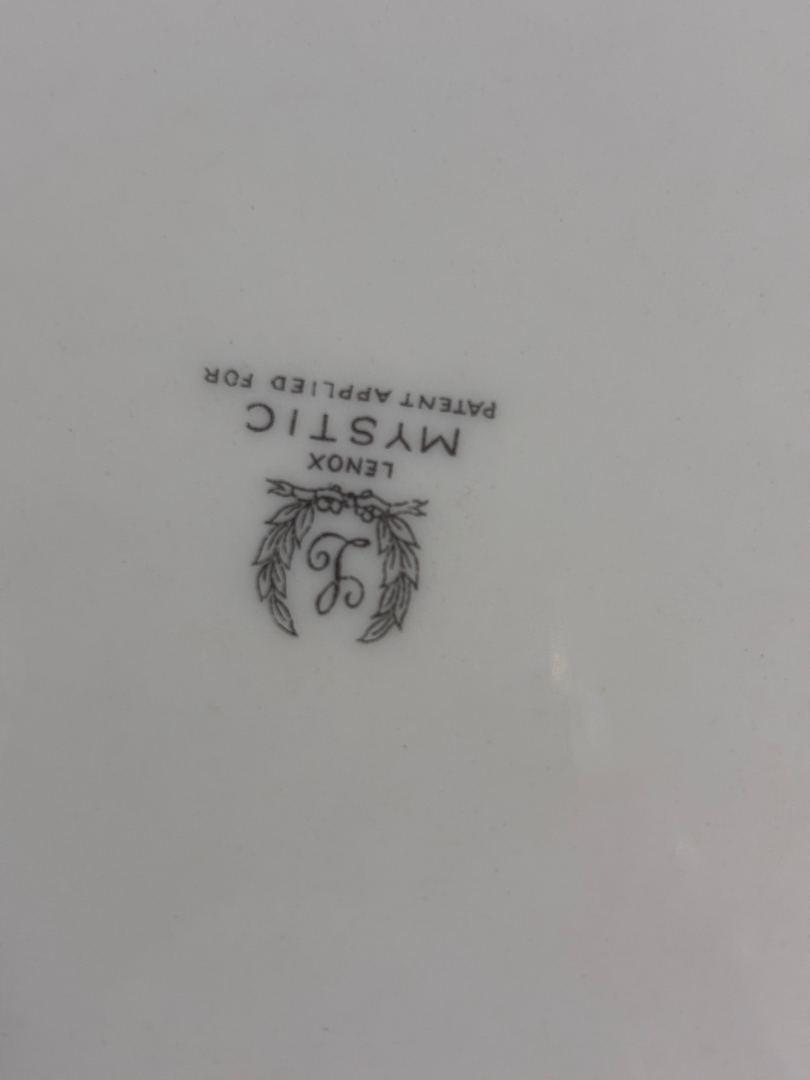 L
LENOX
MYSTIC
PATENT APPLIED FOR